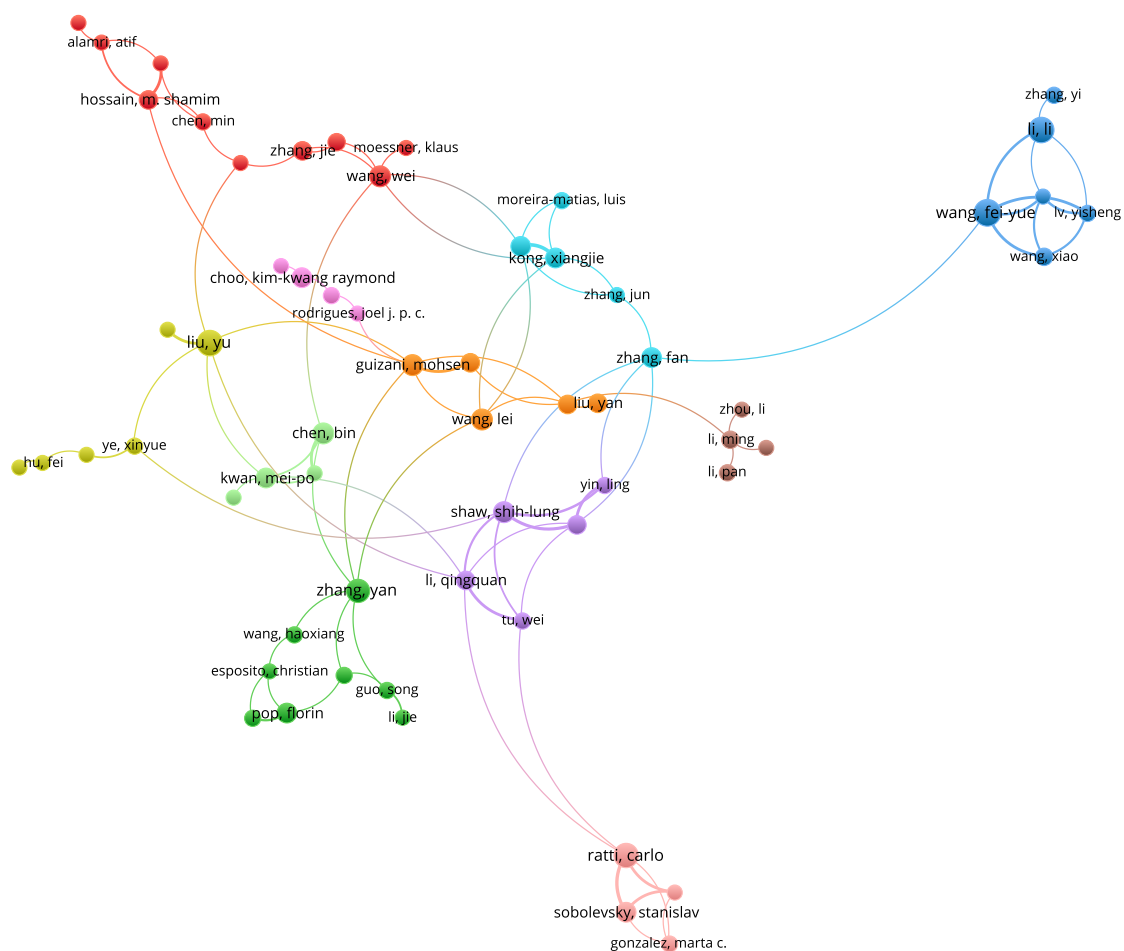 alamri, atif
hossain, m. shamim
chen, min
zhang, jie
moessner, klaus
wang, wei
zhang, yi
li, li
wang, fei-yue
lv, yisheng
wang, xiao
moreira-matias, luis
kong, xiangjie
choo, kim-kwang raymond
zhang, jun
rodrigues, joel j. p. c.
liu, yu
guizani, mohsen
zhang, fan
liu, yan
wang, lei
zhou, li
li, ming
li, pan
chen, bin
ye, xinyue
hu, fei
kwan, mei-po
yin, ling
shaw, shih-lung
li, qingquan
zhang, yan
tu, wei
wang, haoxiang
esposito, christian
guo, song
pop, florin
li, jie
ratti, carlo
sobolevsky, stanislav
gonzalez, marta c.